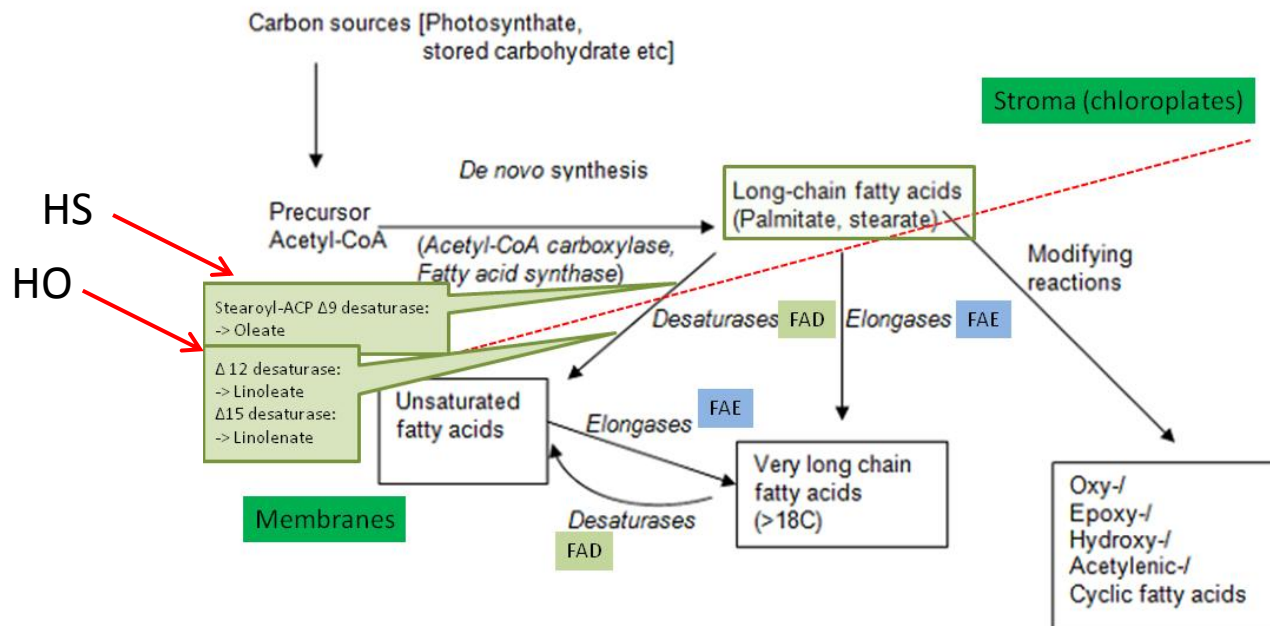 Carbon sources [Photosynthate,
stored carbohydrate etc]
Stroma (chloroplates)
De novo synthesis
Long-chain fatty acids
(Palmitate, stearate)
HS
Precursor
Acetyl-CoA
(Acetyl-CoA carboxylase,
Fatty acid synthase)
Modifying
reactions
HO
Stearoyl-ACP Δ9 desaturase:
-> Oleate
Desaturases
FAD
Elongases
FAE
Δ 12 desaturase:
-> Linoleate
Δ15 desaturase:
-> Linolenate
Unsaturated
fatty acids
Elongases
FAE
Very long chain
fatty acids
(>18C)
Oxy-/
Epoxy-/
Hydroxy-/
Acetylenic-/
Cyclic fatty acids
Membranes
Desaturases
FAD